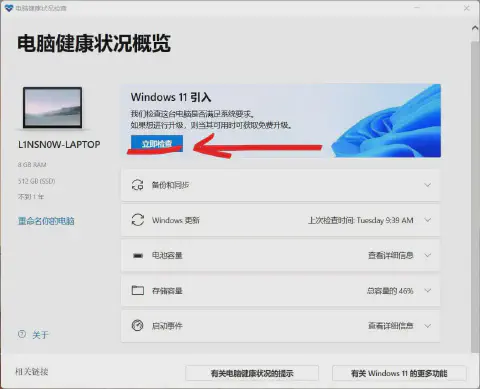 电脑健康状况检查
电脑健康状况概览
Windows 11 引入
我们检查这台电脑是否满足系统要求。
如果想进行升级，则当其可用时可获取免费升级。
立即检查
L1NSN0W-LAPTOP
8 GB RAM
512 GB (SSD)
不到 1 年
重命名你的电脑
备份和同步
Windows 更新
上次检查时间: Tuesday 9:39 AM
电池容量
查看详细信息
存储容量
总容量的 46%
启动事件
查看详细信息
关于
相关链接
有关电脑健康状况的提示
有关 Windows 11 的更多功能